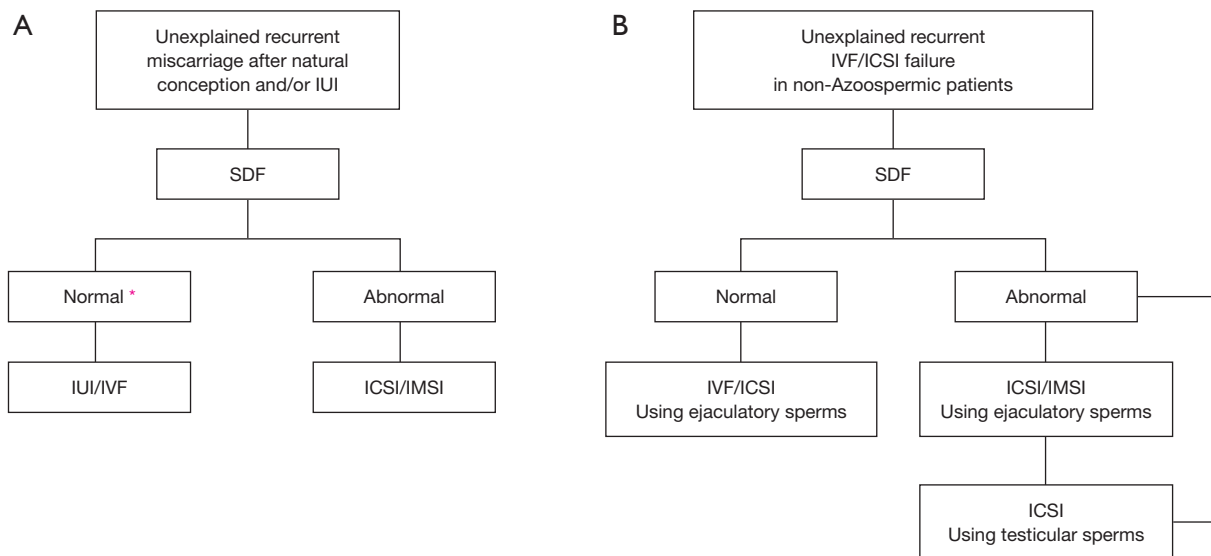 A
Unexplained recurrent
miscarriage after natural
conception and/or IUI
SDF
Normal *
Abnormal
IUI/IVF
ICSI/IMSI
B
Unexplained recurrent
IVF/ICSI failure
in non-Azoospermic patients
SDF
Normal
Abnormal
IVF/ICSI
Using ejaculatory sperms
ICSI/IMSI
Using ejaculatory sperms
ICSI
Using testicular sperms